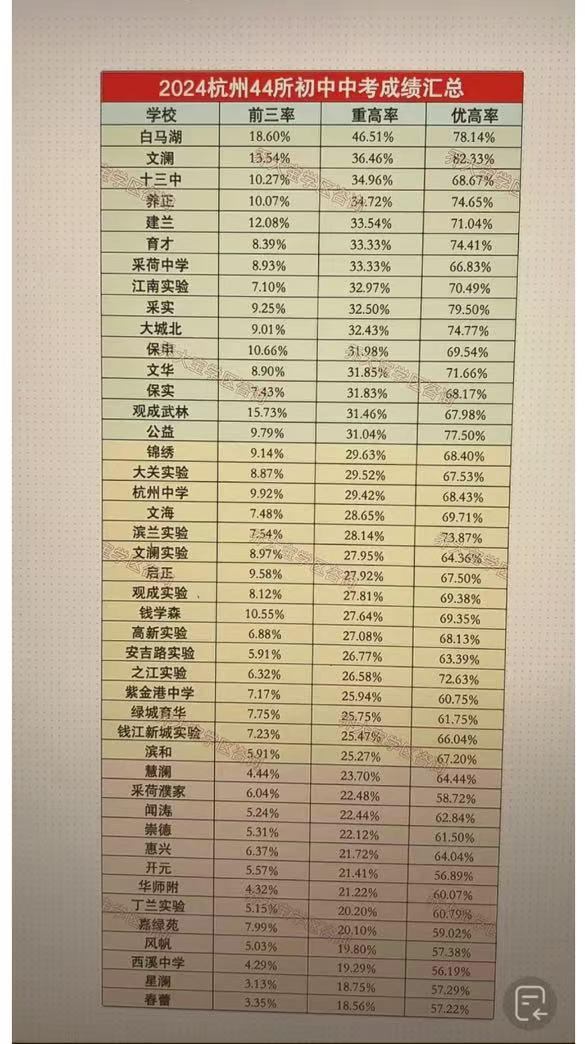 2024杭州44所初中中考成绩汇总
学校 前三率 重高率 优高率
白马湖 18.60% 46.51% 78.14%
文澜 13.54% 36.46% 82.33%
十三中 10.27% 34.96% 68.67%
养正 10.07% 34.72% 74.65%
建兰 12.08% 33.54% 71.04%
育才 8.39% 33.33% 74.41%
采荷中学 8.93% 33.33% 66.83%
江南实验 7.10% 32.97% 70.49%
采实 9.25% 32.50% 79.50%
大城北 9.01% 32.43% 74.77%
保申 10.66% 31.98% 69.54%
文华 8.90% 31.85% 71.66%
保实 7.43% 31.83% 68.17%
观成武林 15.73% 31.46% 67.98%
公益 9.79% 31.04% 77.50%
锦绣 9.14% 29.63% 68.40%
大关实验 8.87% 29.52% 67.53%
杭州中学 9.92% 29.42% 68.43%
文海 7.48% 28.65% 69.71%
滨兰实验 7.54% 28.14% 73.87%
文澜实验 8.97% 27.95% 64.36%
启正 9.58% 27.92% 67.50%
观成实验 8.12% 27.81% 69.38%
钱学森 10.55% 27.64% 69.35%
高新实验 6.88% 27.08% 68.13%
安吉路实验 5.91% 26.77% 63.39%
之江实验 6.32% 26.58% 72.63%
紫金港中学 7.17% 25.94% 60.75%
绿城育华 7.75% 25.75% 61.75%
钱江新城实验 7.23% 25.47% 66.04%
滨和 5.91% 25.27% 67.20%
慧澜 4.44% 23.70% 64.44%
采荷濮家 6.04% 22.48% 58.72%
闻涛 5.24% 22.44% 62.84%
崇德 5.31% 22.12% 61.50%
惠兴 6.37% 21.72% 64.04%
开元 5.57% 21.41% 56.89%
华师附 4.32% 21.22% 60.07%
丁兰实验 5.15% 20.20% 60.79%
嘉绿苑 7.99% 20.10% 59.02%
风帆 5.03% 19.80% 57.38%
西溪中学 4.29% 19.29% 56.19%
星澜 3.13% 18.75% 57.29%
春蕾 3.35% 18.56% 57.22%